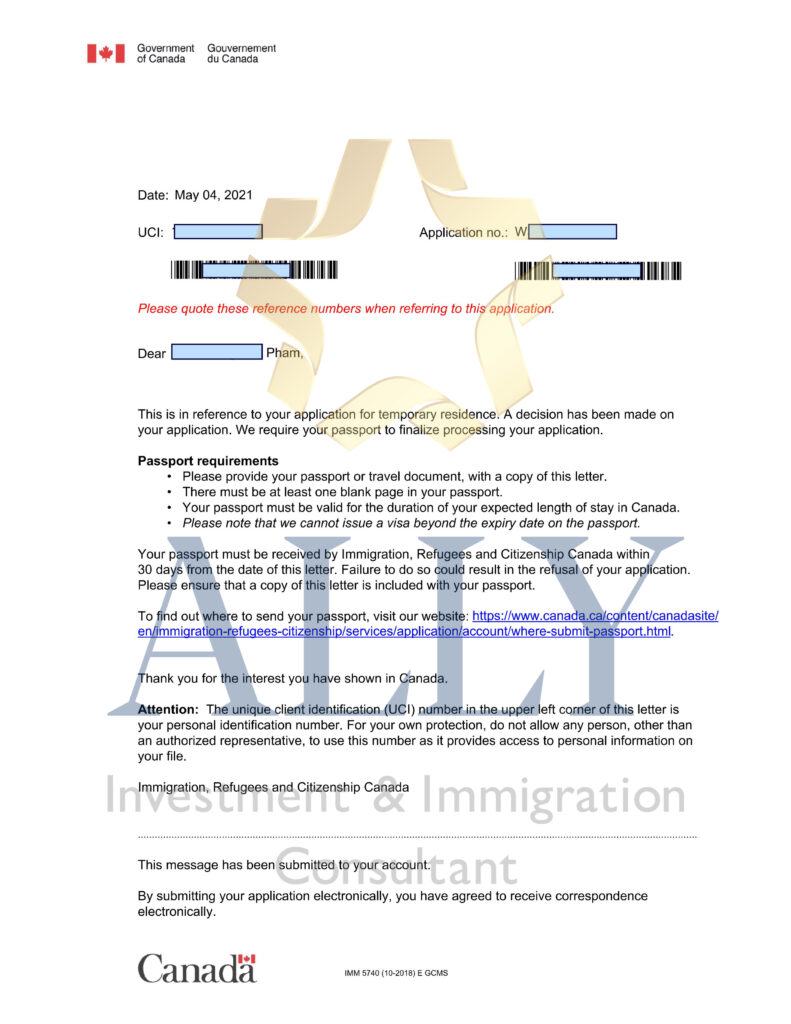 Government Gouvernement
of Canada du Canada
Date: May 04, 2021
UCI: Application no.: W
Please quote these reference numbers when referring to this application.
Dear Pham,
This is in reference to your application for temporary residence. A decision has been made on
your application. We require your passport to finalize processing your application.
Passport requirements
• Please provide your passport or travel document, with a copy of this letter.
• There must be at least one blank page in your passport.
• Your passport must be valid for the duration of your expected length of stay in Canada.
• Please note that we cannot issue a visa beyond the expiry date on the passport.
Your passport must be received by Immigration, Refugees and Citizenship Canada within
30 days from the date of this letter. Failure to do so could result in the refusal of your application.
Please ensure that a copy of this letter is included with your passport.
To find out where to send your passport, visit our website: https://www.canada.ca/content/canadasite/
en/immigration-refugees-citizenship/services/application/account/where-submit-passport.html.
ALLY
Thank you for the interest you have shown in Canada.
Attention: The unique client identification (UCI) number in the upper left corner of this letter is
your personal identification number. For your own protection, do not allow any person, other than
an authorized representative, to use this number as it provides access to personal information on
your file.
Immigration, Refugees and Citizenship Canada
Investment & Immigration
Consultant
This message has been submitted to your account.
By submitting your application electronically, you have agreed to receive correspondence
electronically.
Canada
IMM 5740 (10-2018) E GCMS